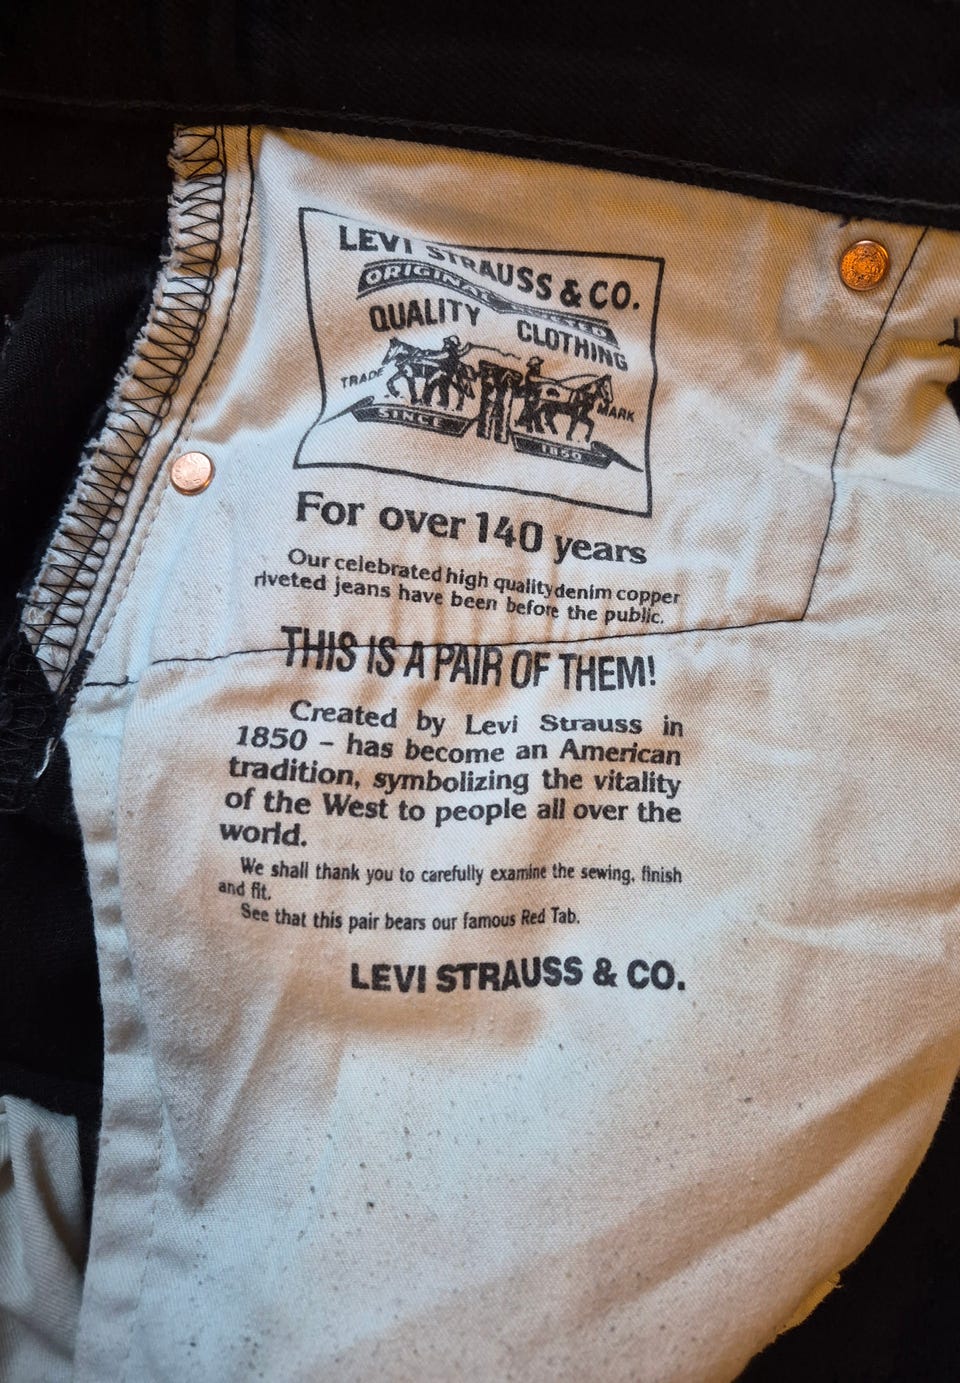 LEVI STRAUSS & CO.
ORIGINAL
QUALITY CLOTHING
TRADE MARK
SINCE 1850
For over 140 years
Our celebrated high quality denim copper
riveted jeans have been before the public.
THIS IS A PAIR OF THEM!
Created by Levi Strauss in
1850 – has become an American
tradition, symbolizing the vitality
of the West to people all over the
world.
We shall thank you to carefully examine the sewing, finish
and fit.
See that this pair bears our famous Red Tab.
LEVI STRAUSS & CO.